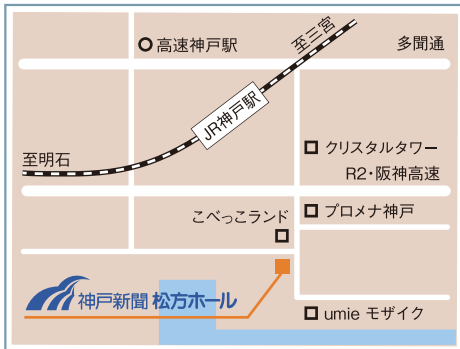 至三宮
高速神戸駅
多聞通
JR神戸駅
至明石
クリスタルタワー
R2・阪神高速
こべっこランド
プロメナ神戸
神戸新聞 松方ホール
umie モザイク